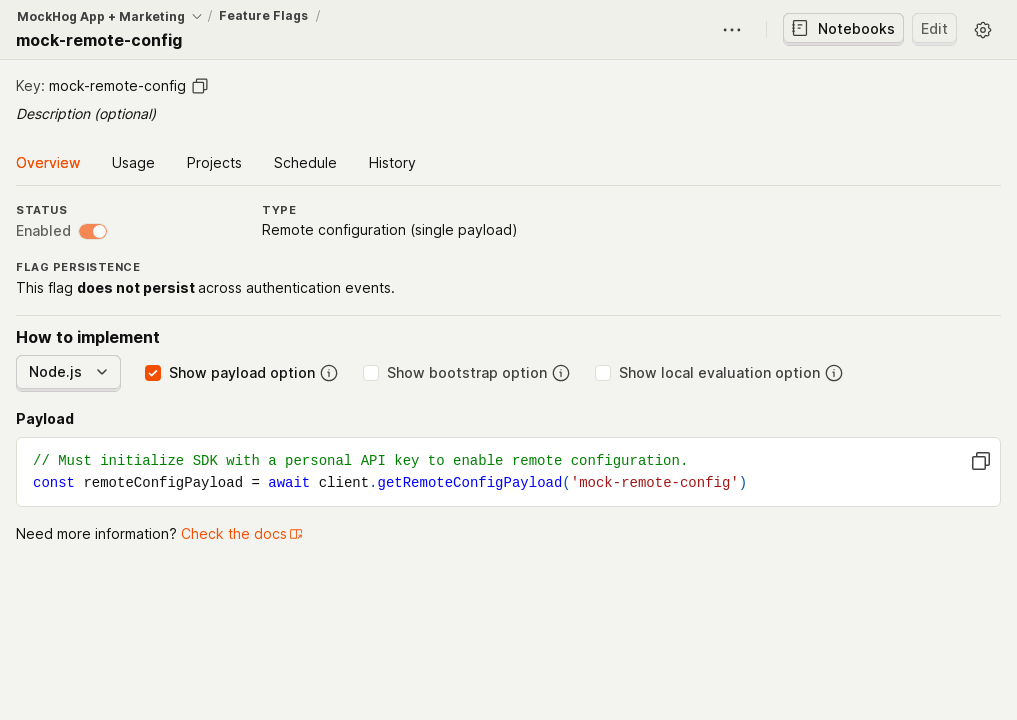 MockHog App + Marketing / Feature Flags /
mock-remote-config
Notebooks
Edit
Key: mock-remote-config
Description (optional)
Overview Usage Projects Schedule History
STATUS TYPE
Enabled Remote configuration (single payload)
FLAG PERSISTENCE
This flag does not persist across authentication events.
How to implement
Node.js Show payload option Show bootstrap option Show local evaluation option
Payload
// Must initialize SDK with a personal API key to enable remote configuration.
const remoteConfigPayload = await client.getRemoteConfigPayload('mock-remote-config')
Need more information? Check the docs